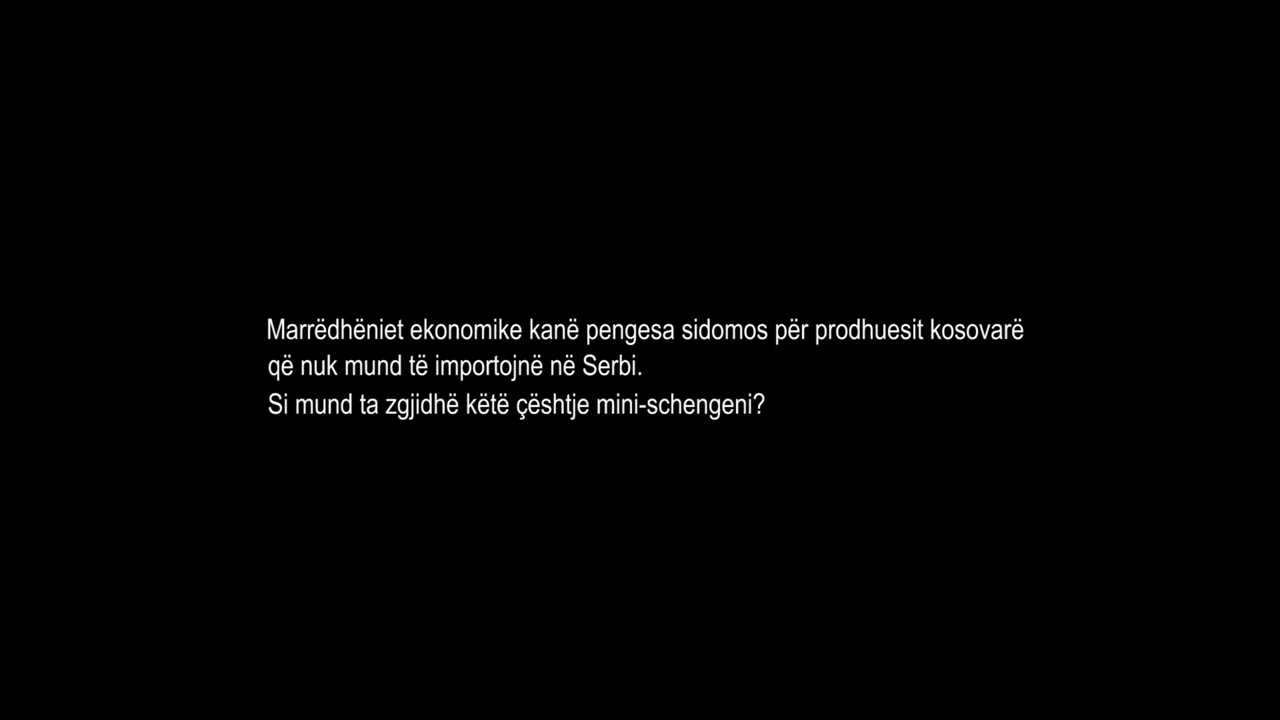 Marrëdhëniet ekonomike kanë pengesa sidomos për prodhuesit kosovarë
që nuk mund të importojnë në Serbi.
Si mund ta zgjidhë këtë çështje mini-schengeni?